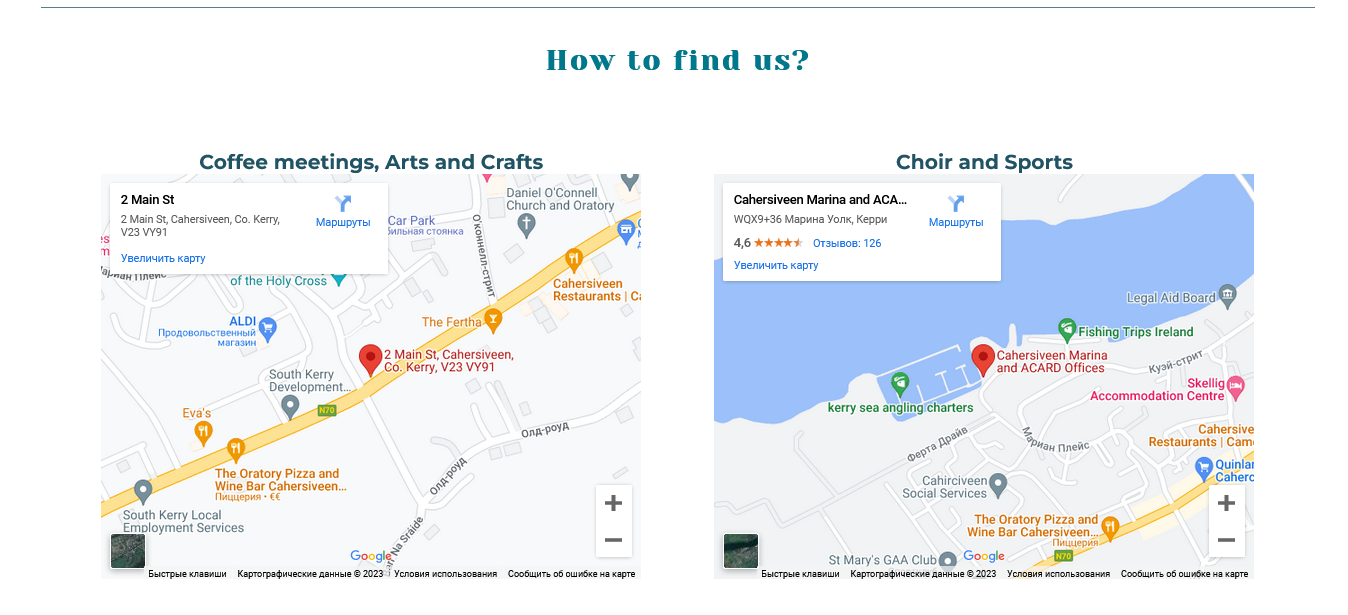 How to find us?
Coffee meetings, Arts and Crafts
2 Main St
2 Main St, Cahersiveen, Co. Kerry,
V23 VY91
Маршруты
Увеличить карту
Daniel O'Connell
Church and Oratory
Car Park
бильная стоянка
О'коннелл-стрит
of the Holy Cross
Cahersiveen
Restaurants | Ca
ALDI
Продовольственный
магазин
The Fertha
2 Main St, Cahersiveen,
Co. Kerry, V23 VY91
South Kerry
Development...
N70
Eva's
Олд-роуд
The Oratory Pizza and
Wine Bar Cahersiveen...
Пиццерия • €€
Олд-роуд
South Kerry Local
Employment Services
an Na Sráide
Google
Быстрые клавиши
Картографические данные © 2023
Условия использования
Сообщить об ошибке на карте
Choir and Sports
Cahersiveen Marina and ACA...
WQX9+36 Марина Уолк, Керри
Маршруты
4,6
Отзывов: 126
Увеличить карту
Legal Aid Board
Fishing Trips Ireland
Cahersiveen Marina
and ACARD Offices
Куэй-стрит
Skellig
Accommodation Centre
kerry sea angling charters
Ферта Драйв
Мариан Плейс
Cahersive
Restaurants | Came
Quinlan
Caherc
Cahirciveen
Social Services
The Oratory Pizza and
Wine Bar Cahersiveen...
Пиццерия
N70
St Mary's GAA Club
Google
Быстрые клавиши
Картографические данные © 2023
Условия использования
Сообщить об ошибке на карте